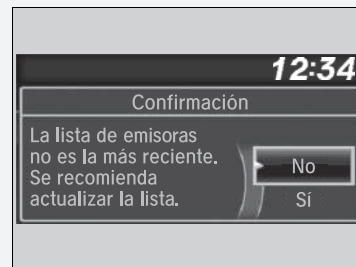 12:34
Confirmación
La lista de emisoras
no es la más reciente.
Se recomienda
actualizar la lista.
No
Sí